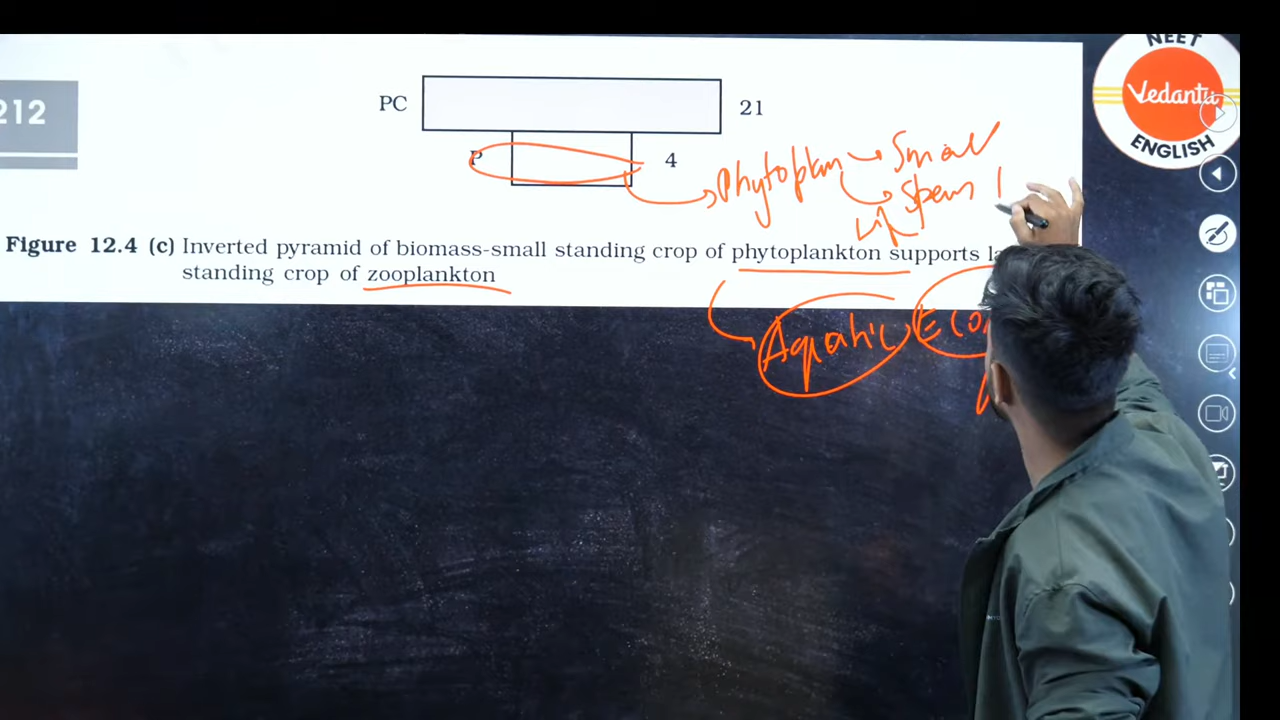 212
PC
21
P
4
Phytoplan → Small
Life Span
Figure 12.4 (c) Inverted pyramid of biomass-small standing crop of phytoplankton supports
standing crop of zooplankton
Aquatic
NEET
Vedantu
ENGLISH